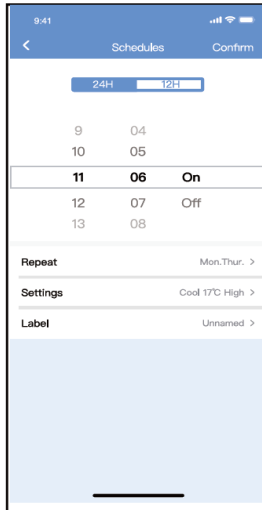 9:41
Schedules Confirm
24H 12H
9 04
10 05
11 06 On
12 07 Off
13 08
Repeat Mon.Thur. >
Settings Cool 17℃ High >
Label Unnamed >